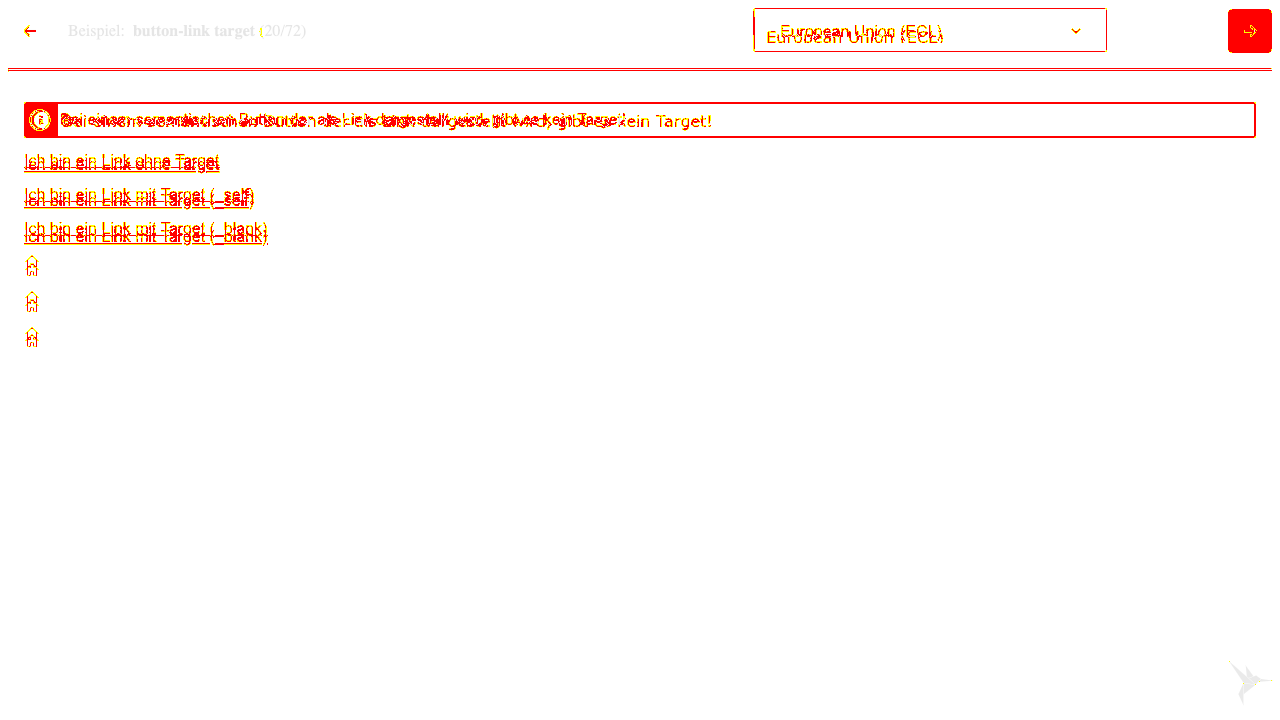 Beispiel: button-link target (20/72)
European Union (ECL)
Bei einem semantischen Button der als Link dargestellt wird, gibt es kein Target!
Ich bin ein Link ohne Target
Ich bin ein Link mit Target (_self)
Ich bin ein Link mit Target (_blank)